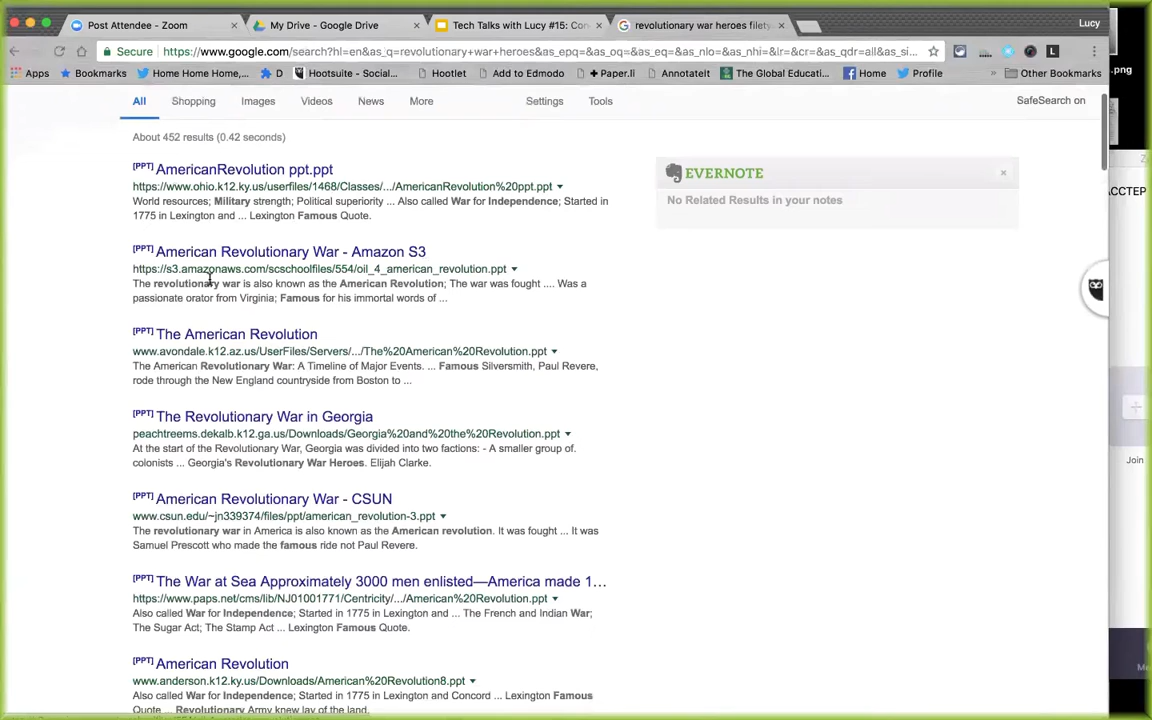 Post Attendee - Zoom
My Drive - Google Drive
Tech Talks with Lucy #15: Con
revolutionary war heroes filety
Lucy
Secure
https://www.google.com/search?hl=en&as_q=revolutionary+war+heroes&as_epq=&as_oq=&as_eq=&as_nlo=&as_nhi=&lr=&cr=&as_qdr=all&as_si...
Apps
Bookmarks
Home Home Home,...
D
Hootsuite - Social...
Hootlet
Add to Edmodo
Paper.li
AnnotateIt
The Global Educati...
Home
Profile
»
Other Bookmarks
.png
All
Shopping
Images
Videos
News
More
Settings
Tools
SafeSearch on
About 452 results (0.42 seconds)
[PPT] AmericanRevolution ppt.ppt
https://www.ohio.k12.ky.us/userfiles/1468/Classes/.../AmericanRevolution%20ppt.ppt
World resources; Military strength; Political superiority ... Also called War for Independence; Started in
1775 in Lexington and ... Lexington Famous Quote.
EVERNOTE
×
No Related Results in your notes
ACCTEP
[PPT] American Revolutionary War - Amazon S3
https://s3.amazonaws.com/scschoolfiles/554/oil_4_american_revolution.ppt
The revolutionary war is also known as the American Revolution; The war was fought .... Was a
passionate orator from Virginia; Famous for his immortal words of ...
[PPT] The American Revolution
www.avondale.k12.az.us/UserFiles/Servers/.../The%20American%20Revolution.ppt
The American Revolutionary War: A Timeline of Major Events. ... Famous Silversmith, Paul Revere,
rode through the New England countryside from Boston to ...
[PPT] The Revolutionary War in Georgia
peachtreems.dekalb.k12.ga.us/Downloads/Georgia%20and%20the%20Revolution.ppt
At the start of the Revolutionary War, Georgia was divided into two factions: - A smaller group of.
colonists ... Georgia's Revolutionary War Heroes. Elijah Clarke.
Join
[PPT] American Revolutionary War - CSUN
www.csun.edu/~jn339374/files/ppt/american_revolution-3.ppt
The revolutionary war in America is also known as the American revolution. It was fought ... It was
Samuel Prescott who made the famous ride not Paul Revere.
[PPT] The War at Sea Approximately 3000 men enlisted—America made 1...
https://www.paps.net/cms/lib/NJ01001771/Centricity/.../American%20Revolution.ppt
Also called War for Independence; Started in 1775 in Lexington and ... The French and Indian War;
The Sugar Act; The Stamp Act ... Lexington Famous Quote.
[PPT] American Revolution
www.anderson.k12.ky.us/Downloads/American%20Revolution8.ppt
Also called War for Independence; Started in 1775 in Lexington and Concord ... Lexington Famous
Quote ... Revolutionary Army knew lay of the land.